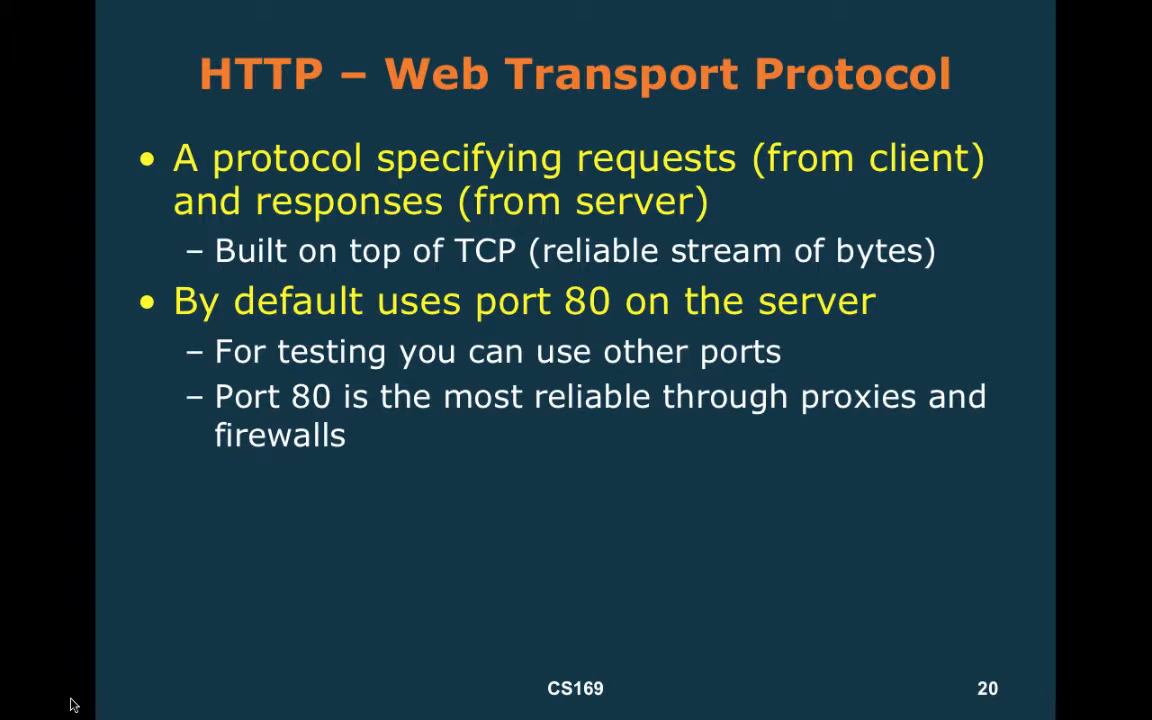 HTTP – Web Transport Protocol
• A protocol specifying requests (from client)
and responses (from server)
– Built on top of TCP (reliable stream of bytes)
• By default uses port 80 on the server
– For testing you can use other ports
– Port 80 is the most reliable through proxies and
firewalls
CS169
20